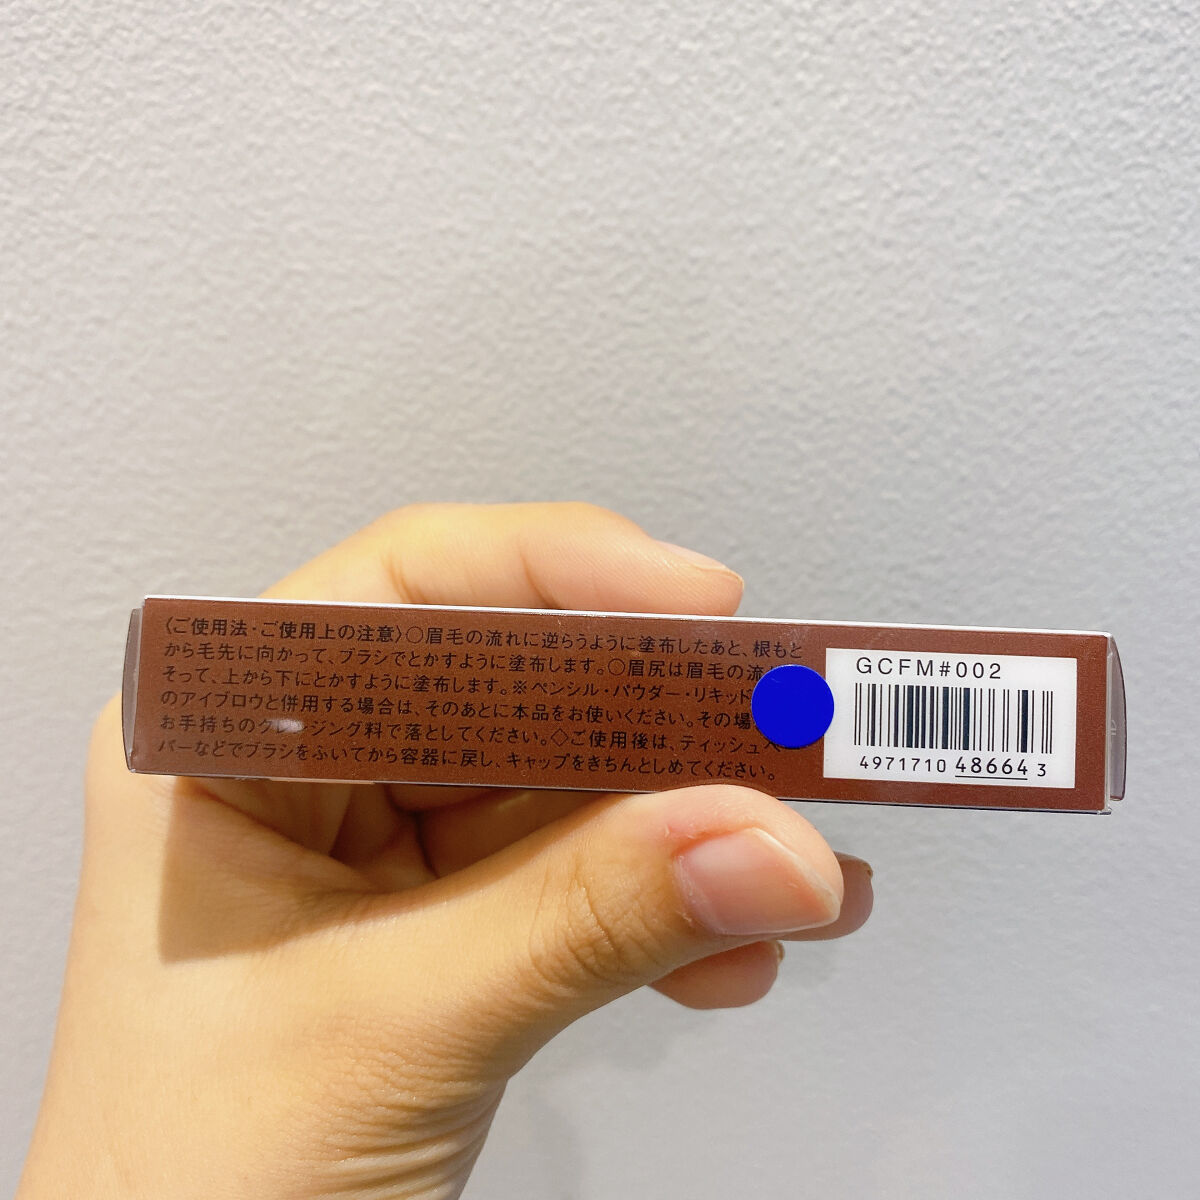 〈ご使用法・ご使用上の注意〉○眉毛の流れに逆らうように塗布したあと、根もと
から毛先に向かって、ブラシでとかすように塗布します。○眉尻は眉毛の流
そって、上から下にとかすように塗布します。※ペンシル・パウダー・リキッド
のアイブロウと併用する場合は、そのあとに本品をお使いください。その場
お手持ちのクレンジング料で落としてください。◇ご使用後は、ティッシュペー
パーなどでブラシをふいてから容器に戻し、キャップをきちんとしめてください。
GCFM#002
4971710 48664 3